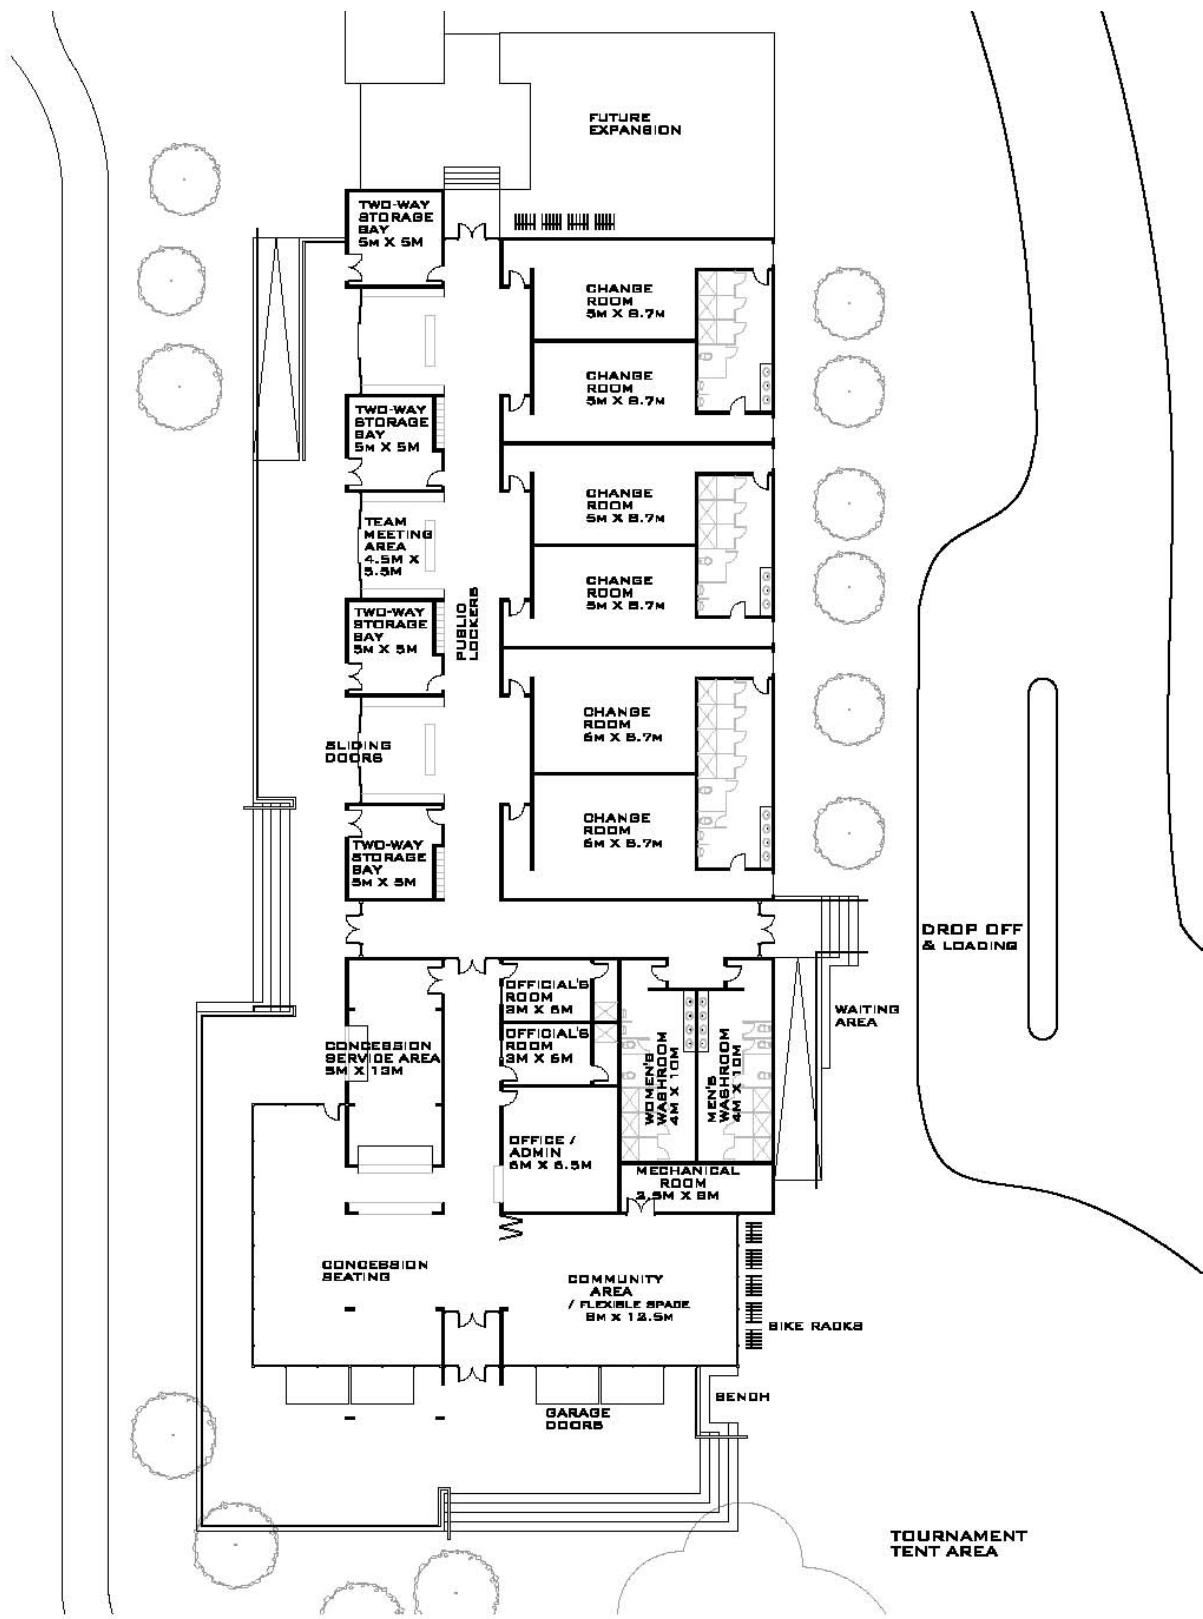 FUTURE
EXPANSION
TWO-WAY
STORAGE
BAY
5M X 5M
CHANGE
ROOM
5M X 8.7M
CHANGE
ROOM
5M X 8.7M
TWO-WAY
STORAGE
BAY
5M X 5M
CHANGE
ROOM
5M X 8.7M
TEAM
MEETING
AREA
4.5M X
5.5M
CHANGE
ROOM
5M X 8.7M
TWO-WAY
STORAGE
BAY
5M X 5M
PUBLIC
LOCKERS
CHANGE
ROOM
6M X 8.7M
SLIDING
DOORS
CHANGE
ROOM
6M X 8.7M
TWO-WAY
STORAGE
BAY
5M X 5M
DROP OFF
& LOADING
OFFICIAL'S
ROOM
3M X 6M
WAITING
AREA
OFFICIAL'S
ROOM
3M X 6M
CONCESSION
SERVICE AREA
5M X 13M
WOMEN'S
WASHROOM
4M X 10M
MEN'S
WASHROOM
4M X 10M
OFFICE /
ADMIN
6M X 6.5M
MECHANICAL
ROOM
2.5M X 8M
CONCESSION
SEATING
COMMUNITY
AREA
/ FLEXIBLE SPACE
8M X 12.5M
BIKE RACKS
BENCH
GARAGE
DOORS
TOURNAMENT
TENT AREA